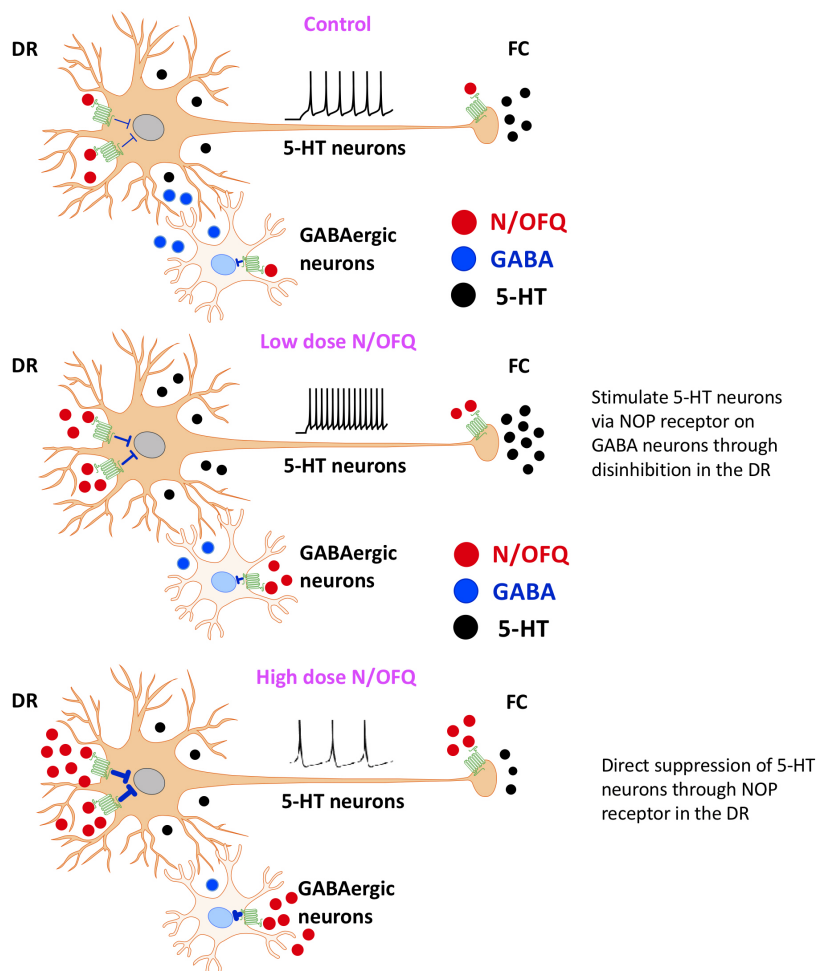 Control
DR
FC
5-HT neurons
GABAergic
neurons
N/OFQ
GABA
5-HT
Low dose N/OFQ
DR
FC
5-HT neurons
Stimulate 5-HT neurons
via NOP receptor on
GABA neurons through
disinhibition in the DR
GABAergic
neurons
N/OFQ
GABA
5-HT
High dose N/OFQ
DR
FC
5-HT neurons
Direct suppression of 5-HT
neurons through NOP
receptor in the DR
GABAergic
neurons